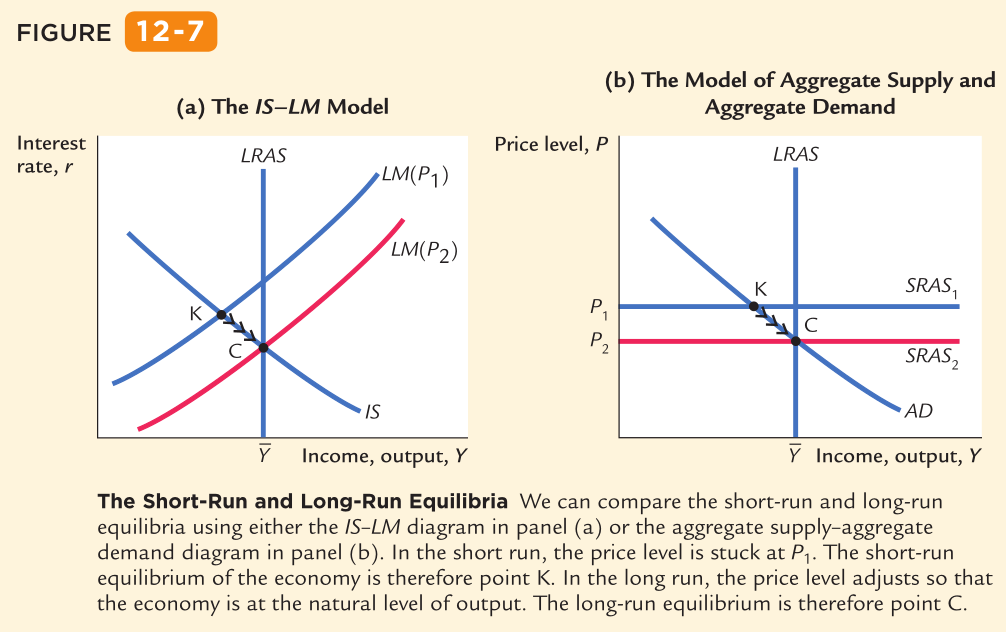 FIGURE 12-7
(a) The IS–LM Model
Interest
rate, r
LRAS
LM(P₁)
LM(P₂)
K
C
IS
Y̅
Income, output, Y
(b) The Model of Aggregate Supply and
Aggregate Demand
Price level, P
LRAS
K
SRAS₁
P₁
C
P₂
SRAS₂
AD
Y̅
Income, output, Y
The Short-Run and Long-Run Equilibria We can compare the short-run and long-run
equilibria using either the IS–LM diagram in panel (a) or the aggregate supply–aggregate
demand diagram in panel (b). In the short run, the price level is stuck at P₁. The short-run
equilibrium of the economy is therefore point K. In the long run, the price level adjusts so that
the economy is at the natural level of output. The long-run equilibrium is therefore point C.